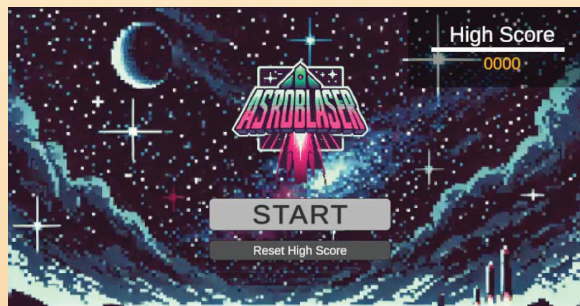 High Score
0000
ASROBLASER
START
Reset High Score